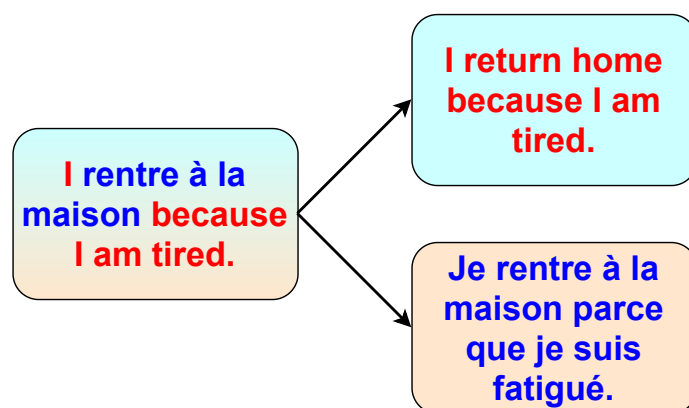 I rentre à la
maison because
I am tired.
I return home
because I am
tired.
Je rentre à la
maison parce
que je suis
fatigué.